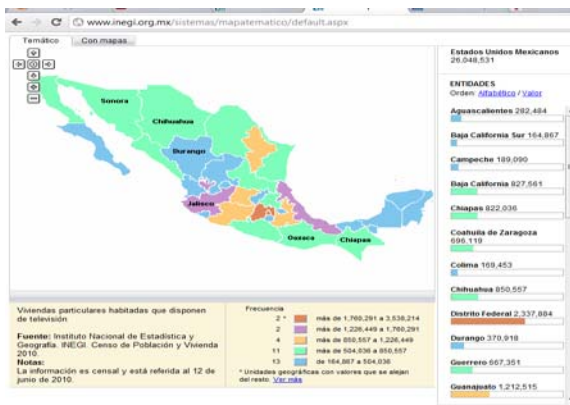 www.inegi.org.mx/sistemas/mapatematico/default.aspx
Temático
Con mapas
Sonora
Chihuahua
Durango
Jalisco
Oaxaca
Chiapas
Estados Unidos Mexicanos
26,048,531
ENTIDADES
Orden: Alfabético / Valor
Aguascalientes 282,484
Baja California Sur 164,867
Campeche 189,090
Baja California 827,561
Chiapas 822,036
Coahuila de Zaragoza
696,119
Colima 169,453
Chihuahua 850,557
Distrito Federal 2,337,884
Durango 370,918
Guerrero 667,351
Guanajuato 1,212,515
Viviendas particulares habitadas que disponen
de televisión
Fuente: Instituto Nacional de Estadística y
Geografía. INEGI. Censo de Población y Vivienda
2010.
Notas:
La información es censal y está referida al 12 de
junio de 2010.
Frecuencia
2 * más de 1,760,291 a 3,538,214
2 más de 1,226,449 a 1,760,291
4 más de 850,557 a 1,226,449
11 más de 504,036 a 850,557
13 de 164,867 a 504,036
* Unidades geográficas con valores que se alejan
del resto. Ver más